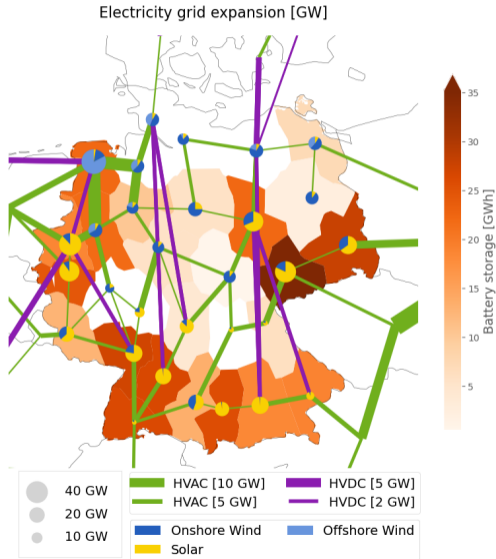 Electricity grid expansion [GW]
35
30
25
20
15
10
5
Battery storage [GWh]
40 GW
20 GW
10 GW
HVAC [10 GW]
HVAC [5 GW]
HVDC [5 GW]
HVDC [2 GW]
Onshore Wind
Solar
Offshore Wind